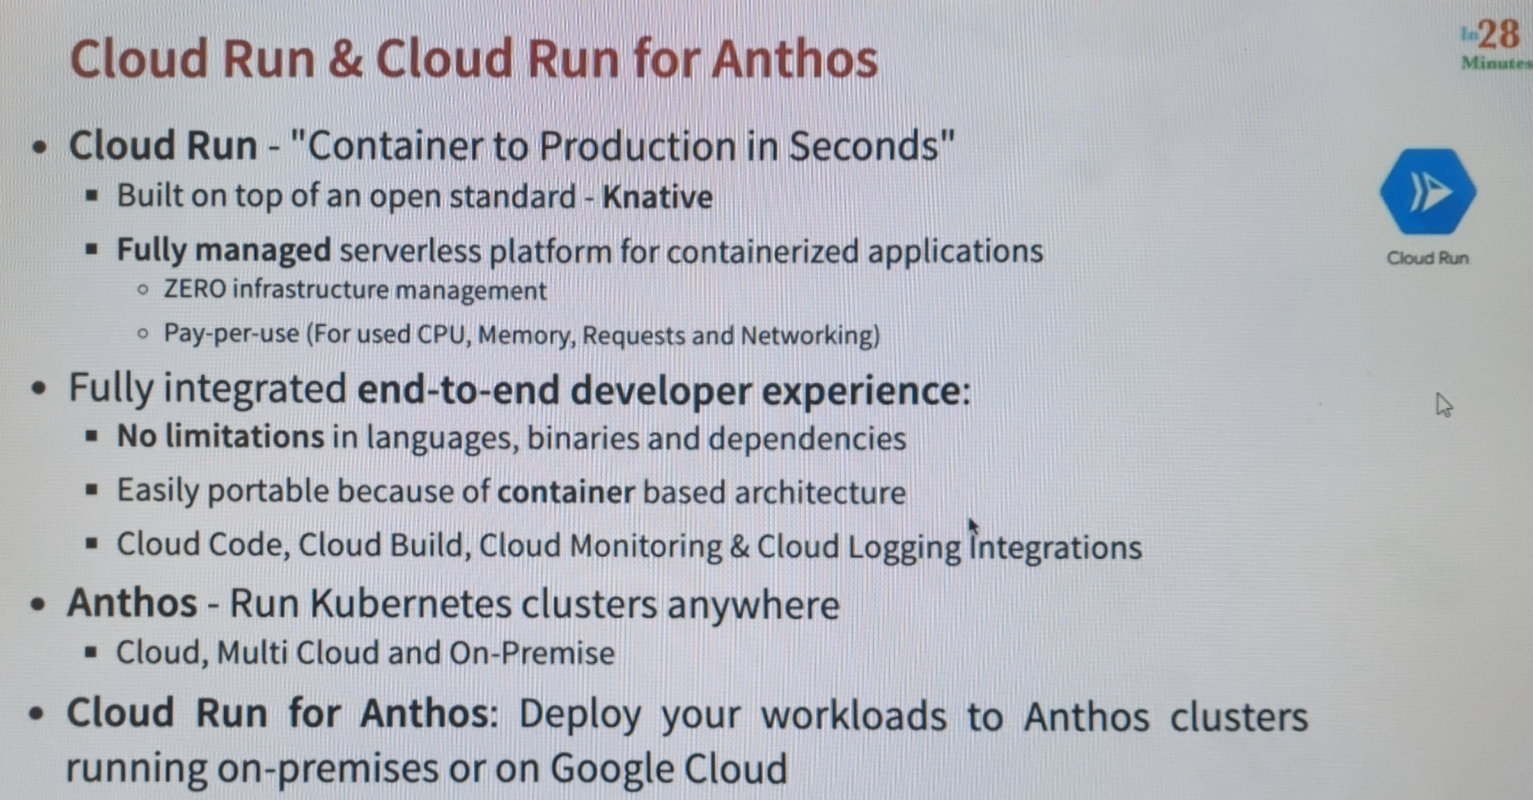 Cloud Run & Cloud Run for Anthos
In28
Minutes
• Cloud Run - "Container to Production in Seconds"
▪ Built on top of an open standard - Knative
▪ Fully managed serverless platform for containerized applications
○ ZERO infrastructure management
○ Pay-per-use (For used CPU, Memory, Requests and Networking)
Cloud Run
• Fully integrated end-to-end developer experience:
▪ No limitations in languages, binaries and dependencies
▪ Easily portable because of container based architecture
▪ Cloud Code, Cloud Build, Cloud Monitoring & Cloud Logging Integrations
• Anthos - Run Kubernetes clusters anywhere
▪ Cloud, Multi Cloud and On-Premise
• Cloud Run for Anthos: Deploy your workloads to Anthos clusters
running on-premises or on Google Cloud